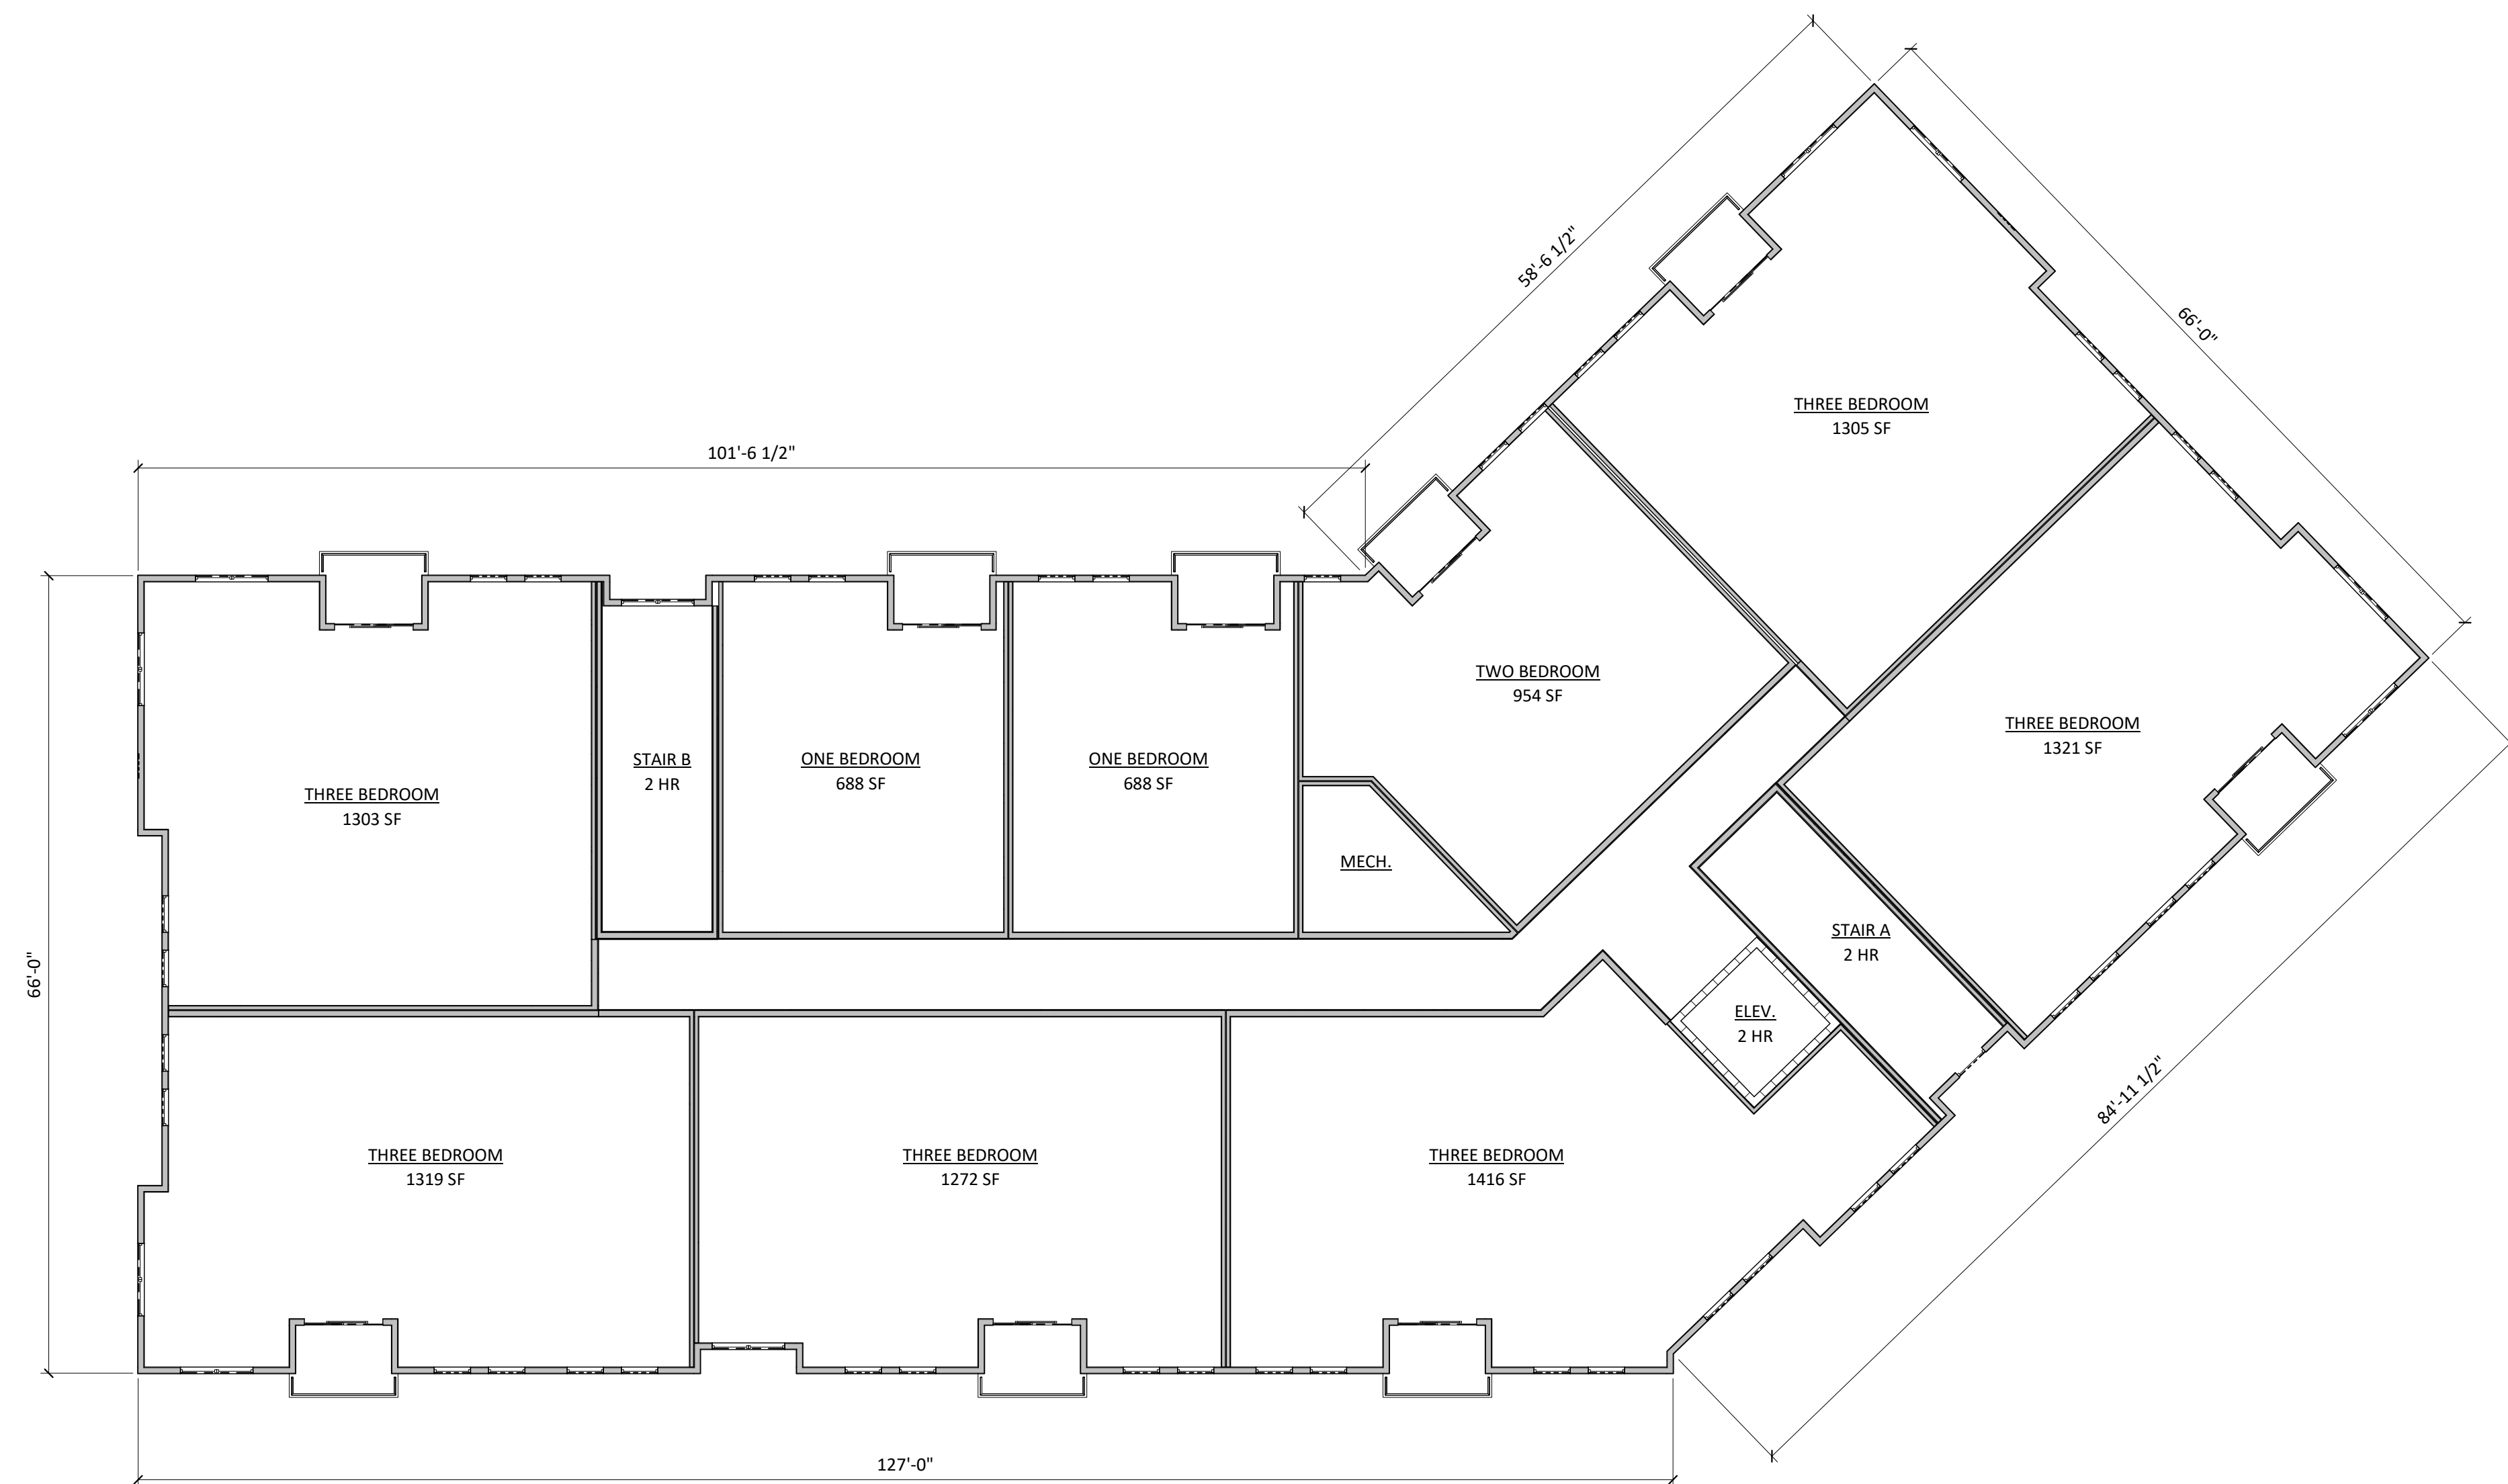 58'-6 1/2"
66'-0"
101'-6 1/2"
THREE BEDROOM
1305 SF
TWO BEDROOM
954 SF
THREE BEDROOM
1321 SF
THREE BEDROOM
1303 SF
STAIR B
2 HR
ONE BEDROOM
688 SF
ONE BEDROOM
688 SF
MECH.
STAIR A
2 HR
ELEV.
2 HR
66'-0"
84'-11 1/2"
THREE BEDROOM
1319 SF
THREE BEDROOM
1272 SF
THREE BEDROOM
1416 SF
127'-0"